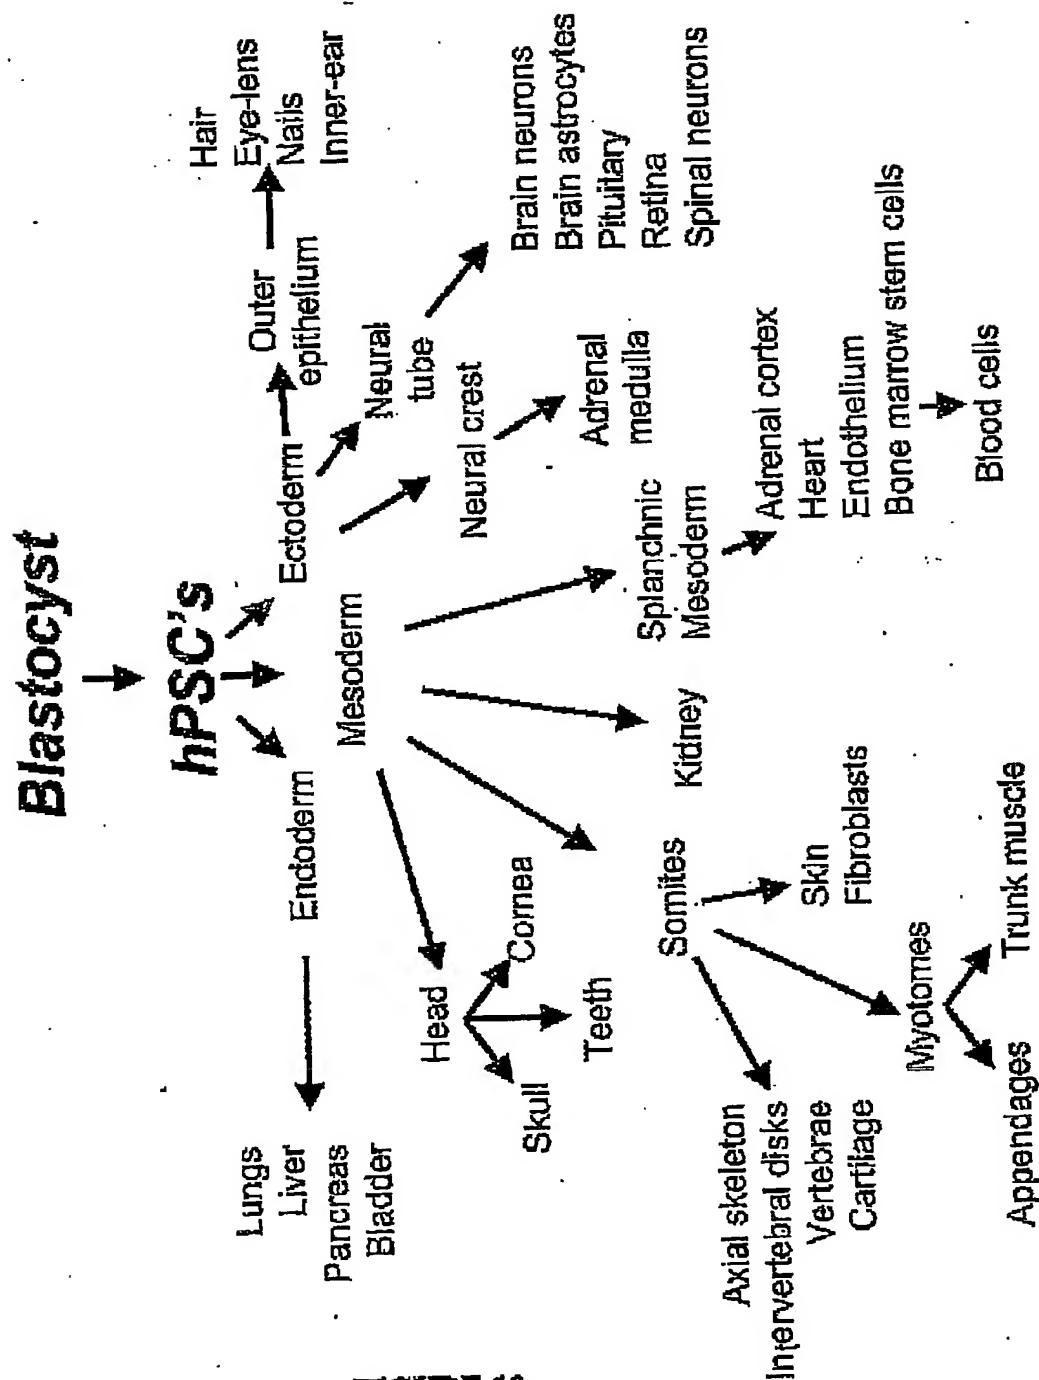 Blastocyst
hPSC's
Endoderm
Mesoderm
Ectoderm
Outer
epithelium
Hair
Eye-lens
Nails
Inner-ear
Neural
tube
Brain neurons
Brain astrocytes
Pituitary
Retina
Spinal neurons
Neural crest
Adrenal
medulla
Lungs
Liver
Pancreas
Bladder
Head
Skull
Teeth
Cornea
Somites
Axial skeleton
Intervertebral disks
Vertebrae
Cartilage
Myotomes
Appendages
Trunk muscle
Skin
Fibroblasts
Kidney
Splanchnic
Mesoderm
Adrenal cortex
Heart
Endothelium
Bone marrow stem cells
Blood cells